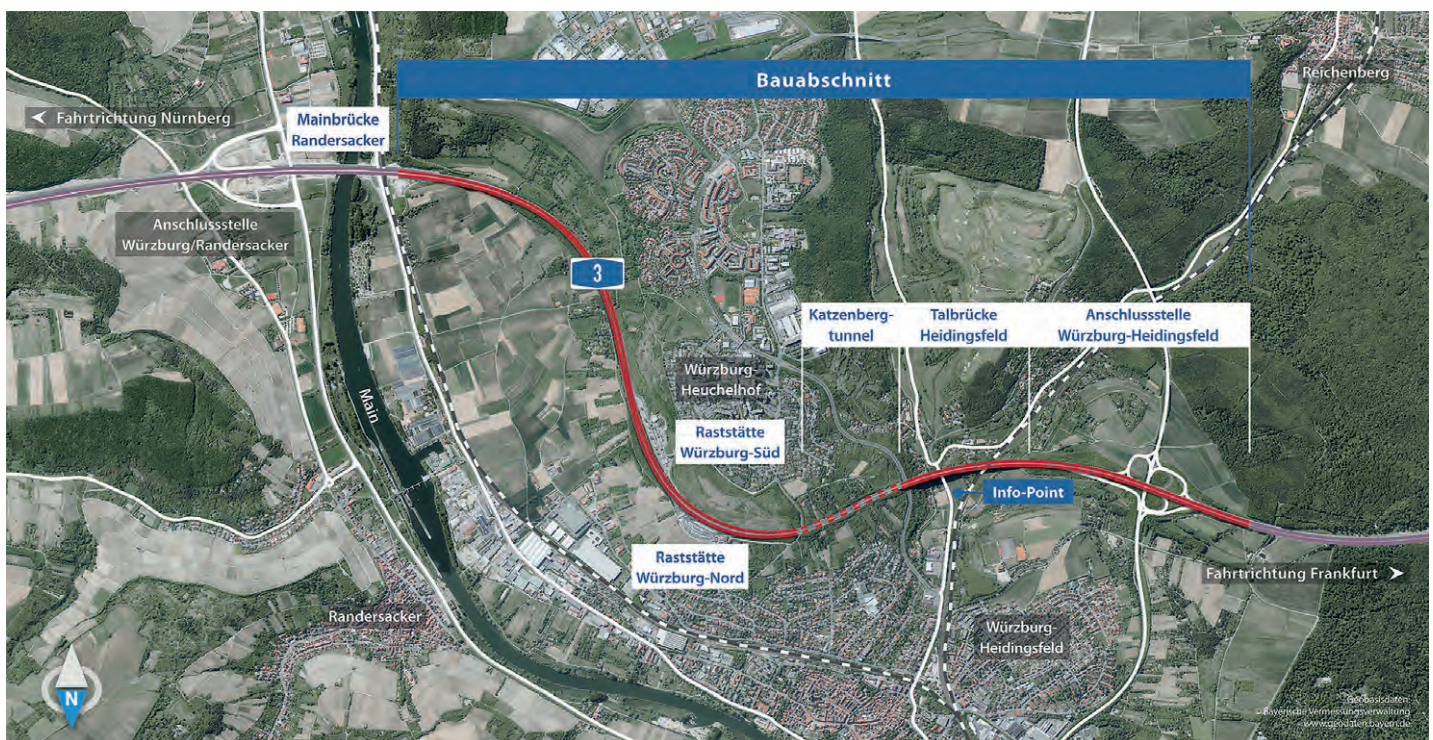 Bauabschnitt
Reichenberg
Fahrtrichtung Nürnberg
Mainbrücke
Randersacker
Anschlussstelle
Würzburg/Randersacker
3
Katzenberg-
tunnel
Talbrücke
Heidingsfeld
Anschlussstelle
Würzburg-Heidingsfeld
Würzburg-
Heuchelhof
Main
Raststätte
Würzburg-Süd
Info-Point
Raststätte
Würzburg-Nord
Fahrtrichtung Frankfurt
Randersacker
Würzburg-
Heidingsfeld
N
Geobasisdaten:
Bayerische Vermessungsverwaltung
www.geodaten.bayern.de